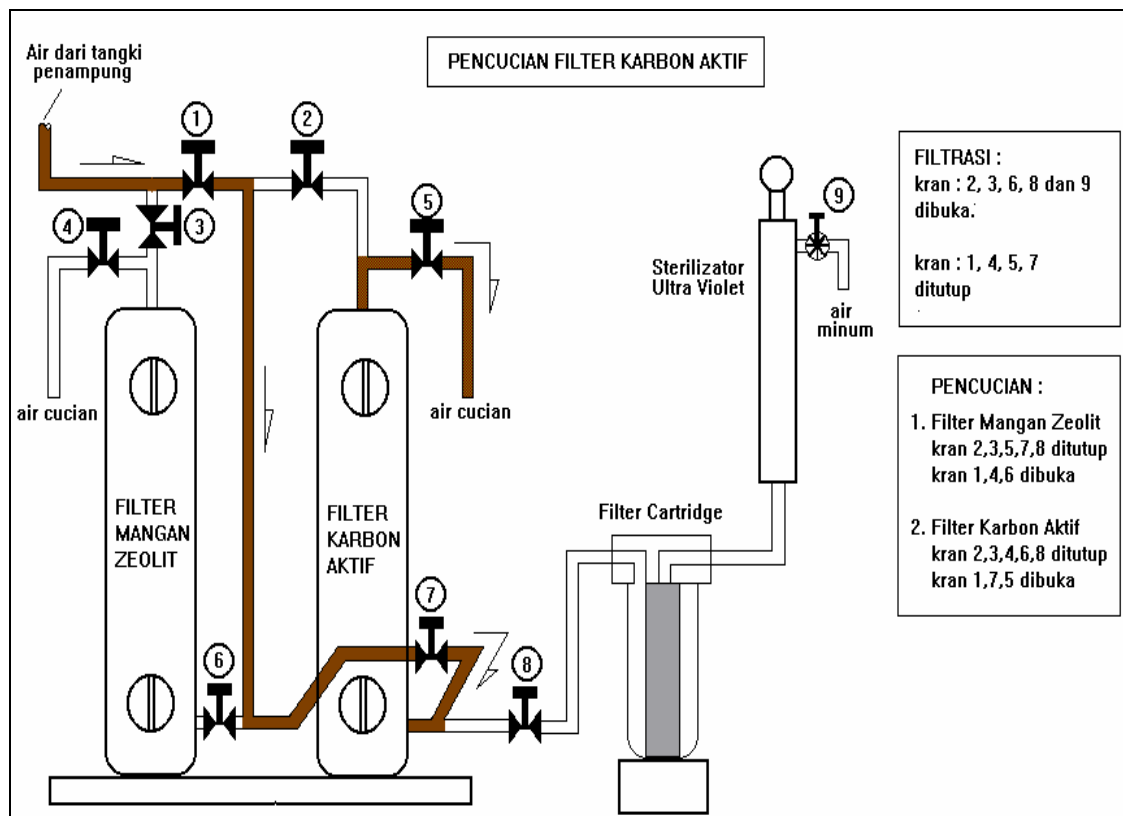 Air dari tangki
penampung
PENCUCIAN FILTER KARBON AKTIF
1
2
3
4
5
9
FILTRASI :
kran : 2, 3, 6, 8 dan 9
dibuka.
kran : 1, 4, 5, 7
ditutup
Sterilizator
Ultra Violet
air
minum
air cucian
air cucian
PENCUCIAN :
1. Filter Mangan Zeolit
kran 2,3,5,7,8 ditutup
kran 1,4,6 dibuka
2. Filter Karbon Aktif
kran 2,3,4,6,8 ditutup
kran 1,7,5 dibuka
FILTER
MANGAN
ZEOLIT
FILTER
KARBON
AKTIF
Filter Cartridge
7
6
8